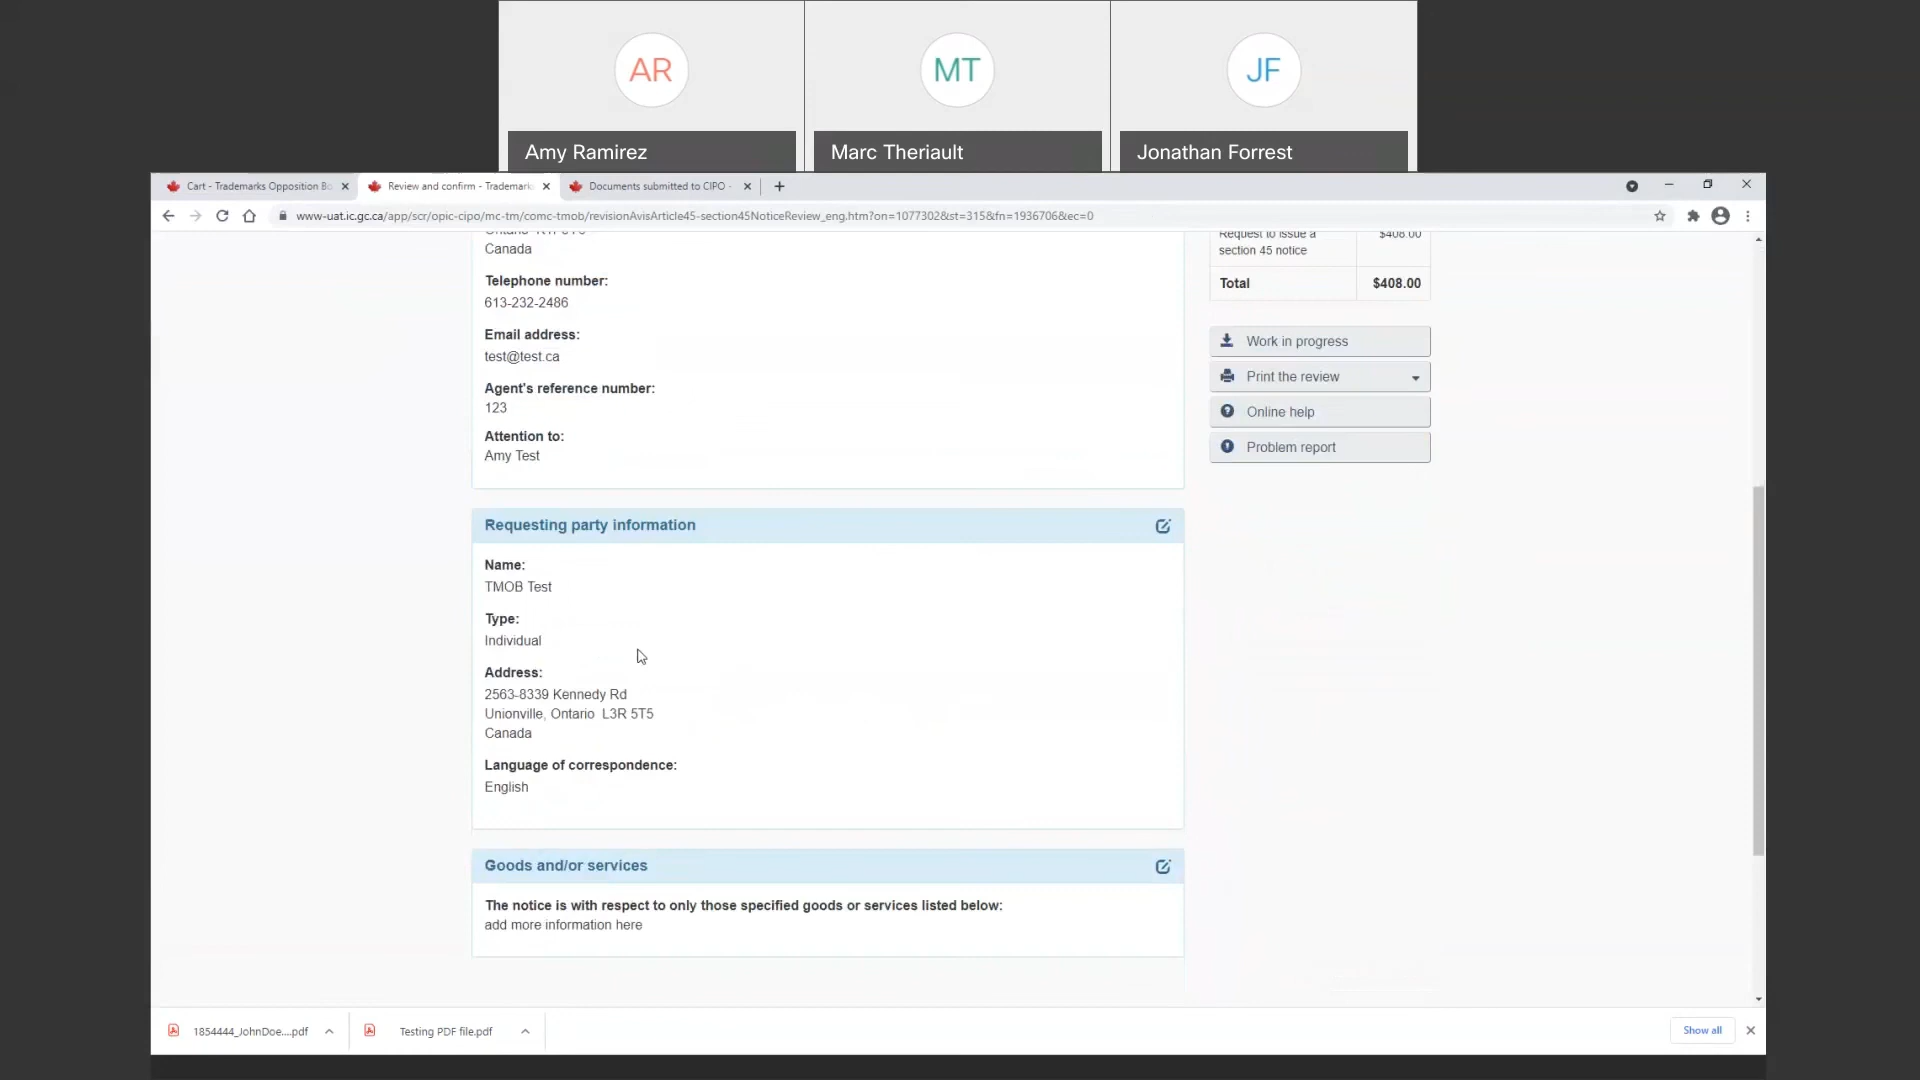 AR
MT
JF
Amy Ramirez
Marc Theriault
Jonathan Forrest
Cart - Trademarks Opposition Bo
Review and confirm - Trademark
Documents submitted to CIPO -
www-uat.ic.gc.ca/app/scr/opic-cipo/mc-tm/comc-tmob/revisionAvisArticle45-section45NoticeReview_eng.htm?on=1077302&st=315&fn=1936706&ec=0
Canada
Telephone number:
613-232-2486
Email address:
test@test.ca
Agent's reference number:
123
Attention to:
Amy Test
Request to issue a $408.00
section 45 notice
Total $408.00
Work in progress
Print the review
Online help
Problem report
Requesting party information
Name:
TMOB Test
Type:
Individual
Address:
2563-8339 Kennedy Rd
Unionville, Ontario L3R 5T5
Canada
Language of correspondence:
English
Goods and/or services
The notice is with respect to only those specified goods or services listed below:
add more information here
1854444_JohnDoe....pdf
Testing PDF file.pdf
Show all